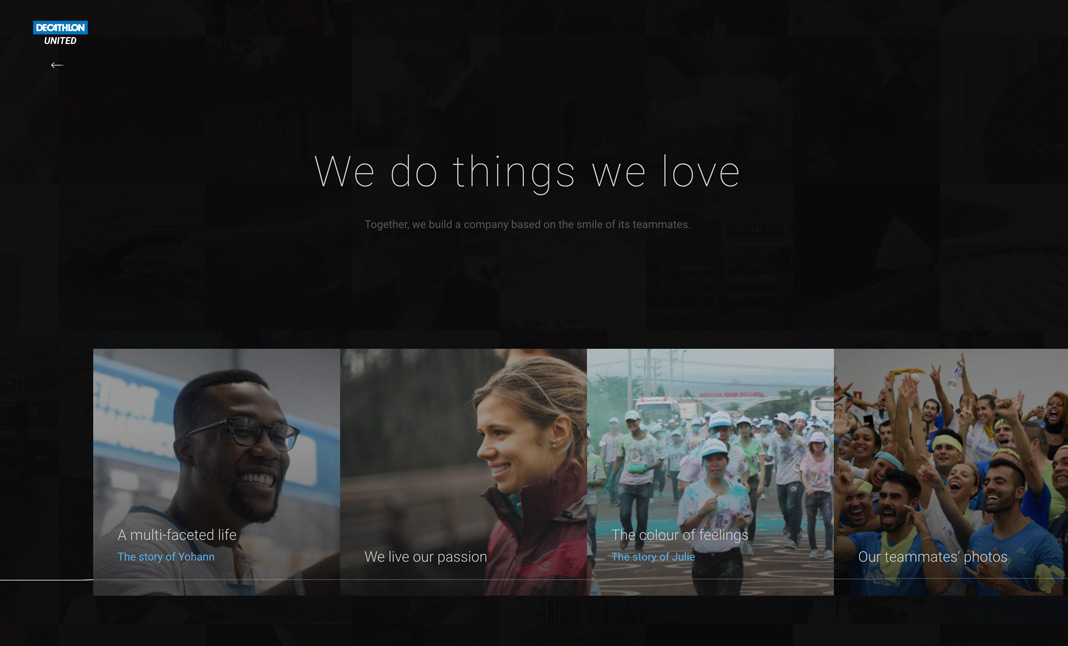 DECATHLON
UNITED
We do things we love
Together, we build a company based on the smile of its teammates.
A multi-faceted life
The story of Yohann
We live our passion
The colour of feelings
The story of Julie
Our teammates' photos